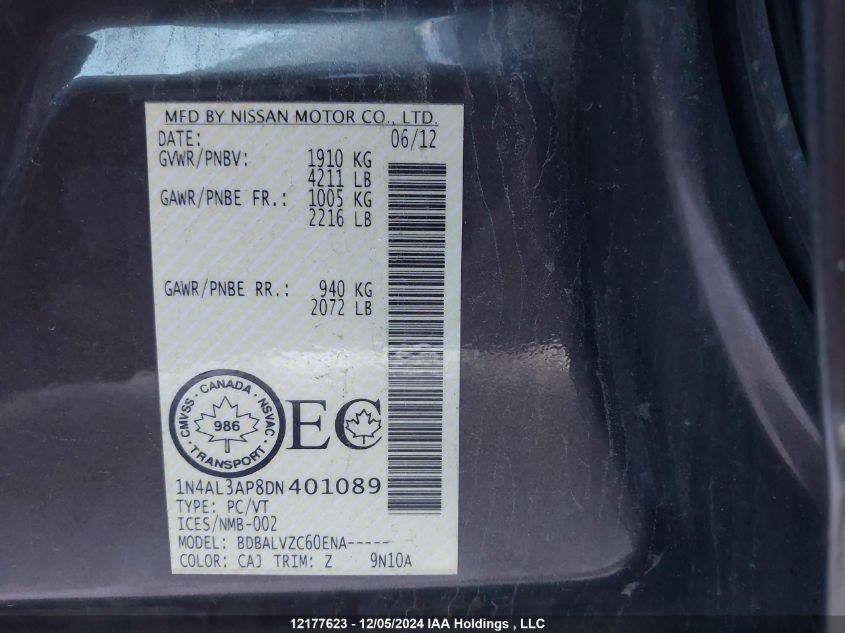 MFD BY NISSAN MOTOR CO., LTD.
DATE: 06/12
GVWR/PNBV: 1910 KG
4211 LB
GAWR/PNBE FR.: 1005 KG
2216 LB
GAWR/PNBE RR.: 940 KG
2072 LB
CMVSS · CANADA · NSVAC
986
TRANSPORT
EC
1N4AL3AP8DN401089
TYPE: PC/VT
ICES/NMB-002
MODEL: BDBALVZC60ENA-----
COLOR: CAJ TRIM: Z 9N10A
12177623 - 12/05/2024 IAA Holdings , LLC